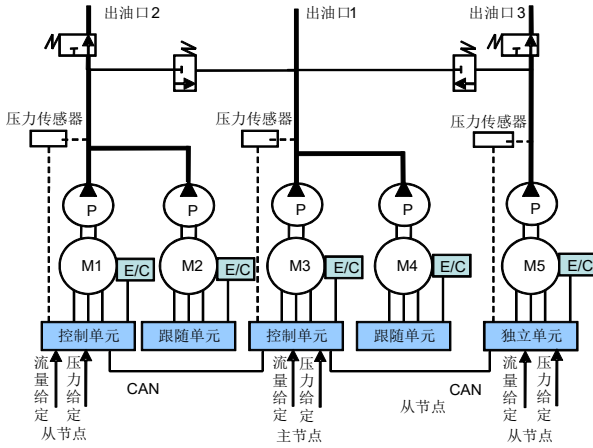 出油口2
出油口1
出油口3
压力传感器
压力传感器
压力传感器
P
P
P
P
P
M1
E/C
M2
E/C
M3
E/C
M4
E/C
M5
E/C
控制单元
跟随单元
控制单元
跟随单元
独立单元
流量给定
压力给定
CAN
流量给定
压力给定
CAN
流量给定
压力给定
从节点
主节点
从节点
从节点